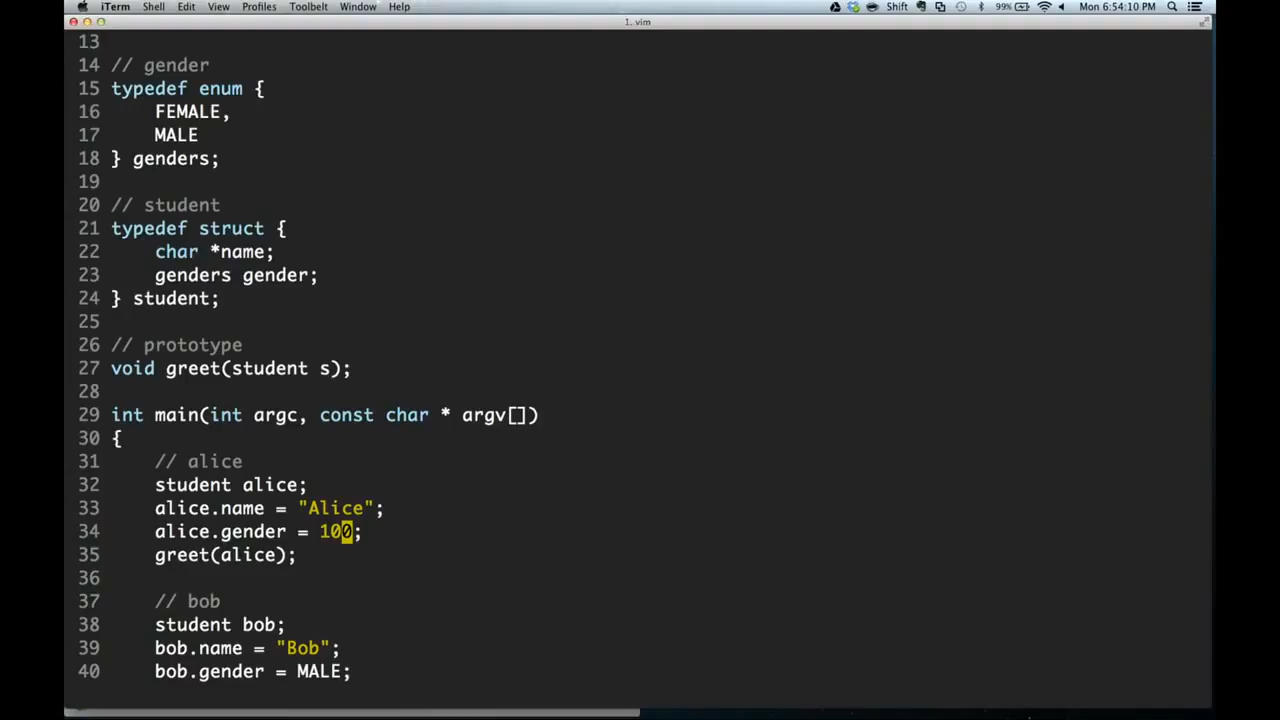 iTerm Shell Edit View Profiles Toolbelt Window Help Shift 99% Mon 6:54:10 PM
1. vim
13
14 // gender
15 typedef enum {
16     FEMALE,
17     MALE
18 } genders;
19
20 // student
21 typedef struct {
22     char *name;
23     genders gender;
24 } student;
25
26 // prototype
27 void greet(student s);
28
29 int main(int argc, const char * argv[])
30 {
31     // alice
32     student alice;
33     alice.name = "Alice";
34     alice.gender = 100;
35     greet(alice);
36
37     // bob
38     student bob;
39     bob.name = "Bob";
40     bob.gender = MALE;